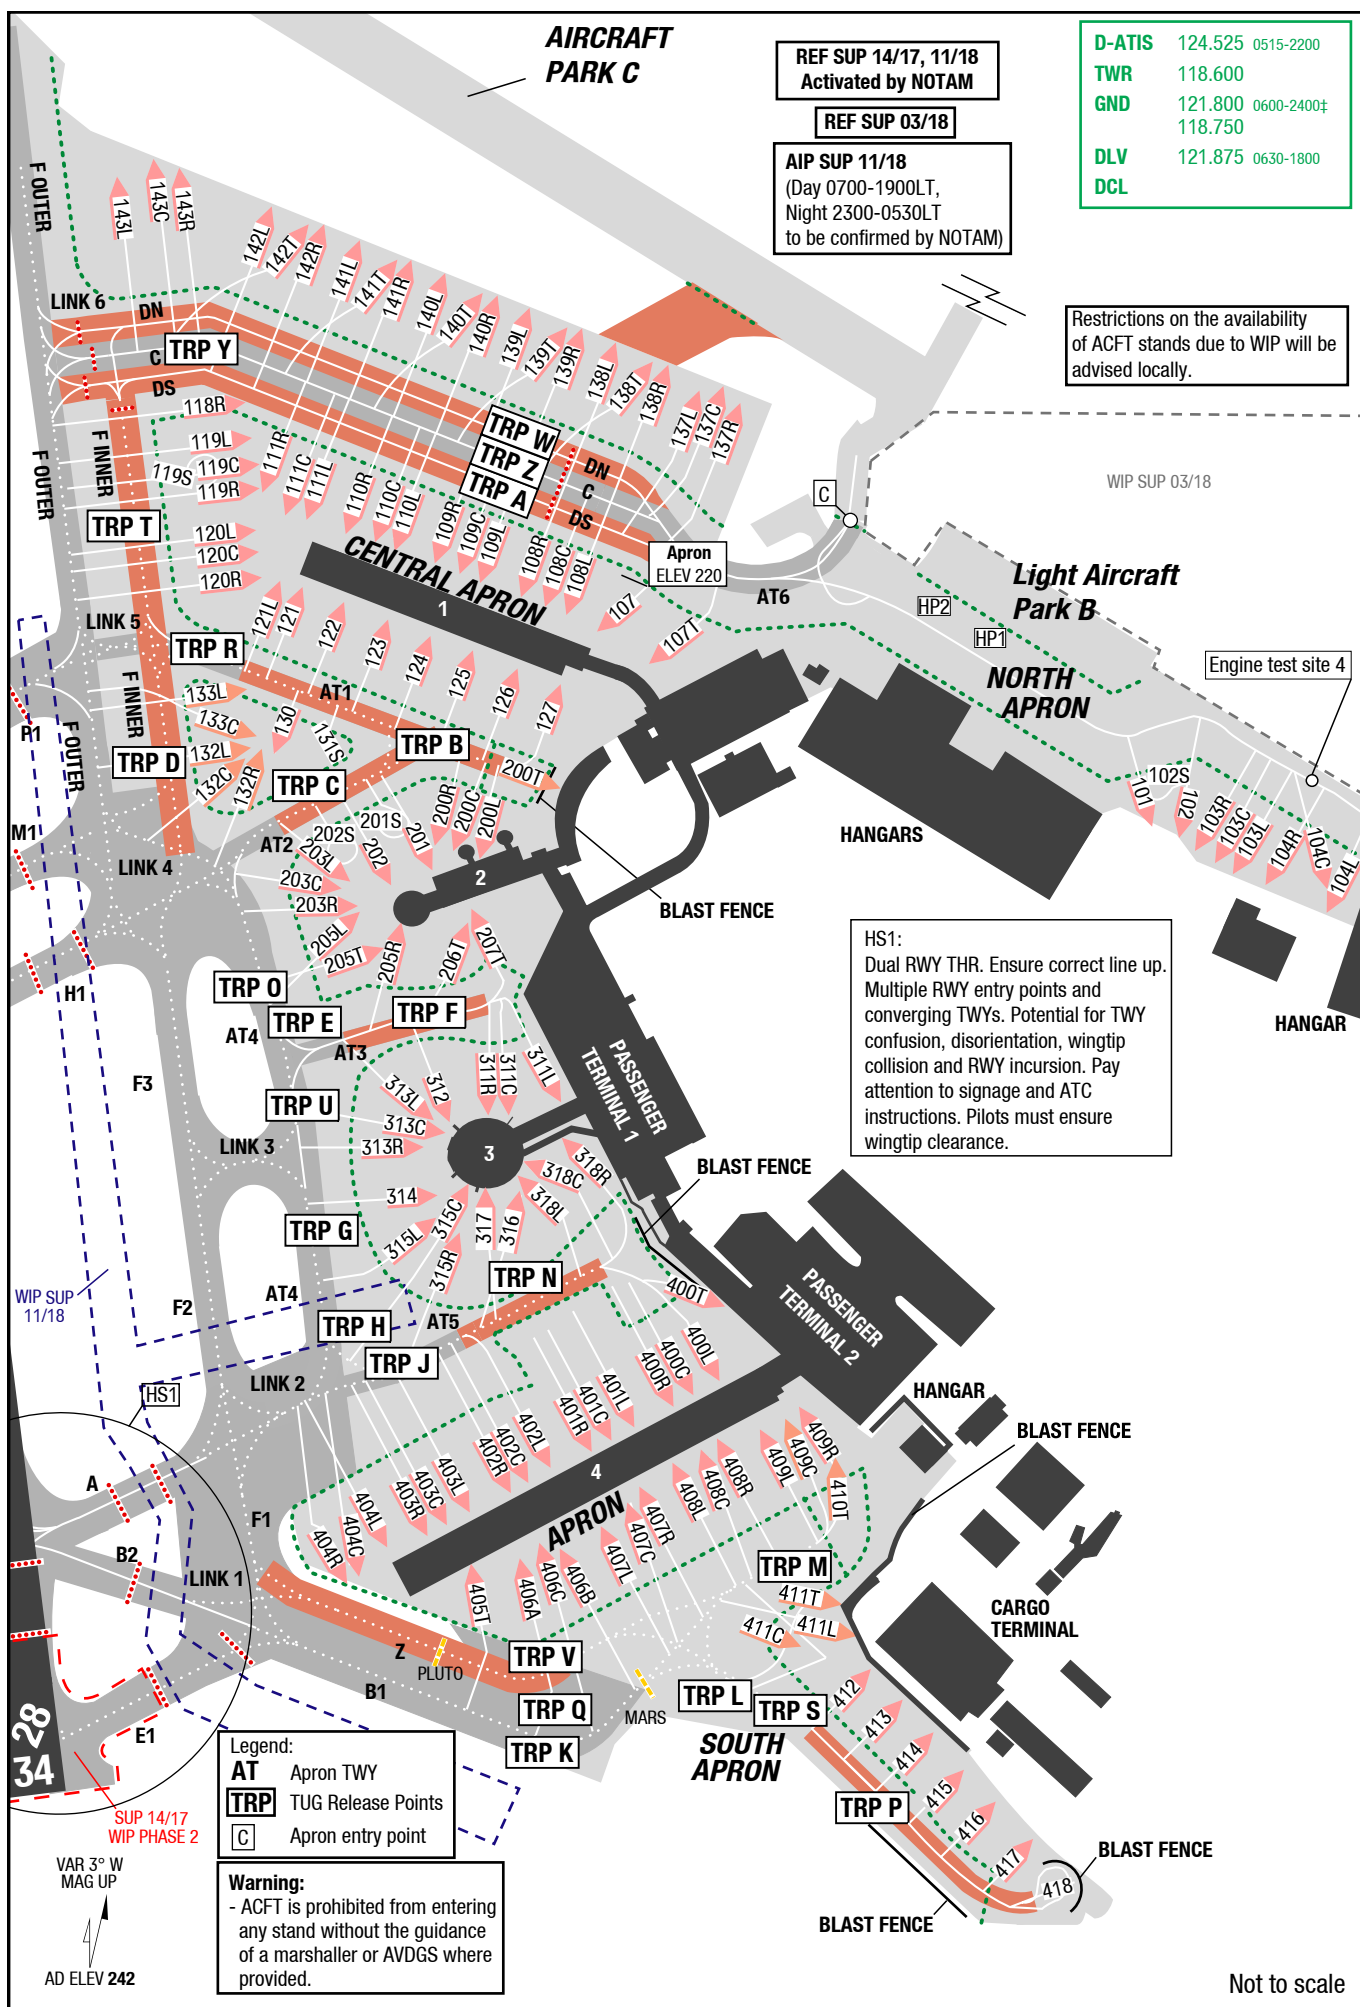 AIRCRAFT
PARK C
REF SUP 14/17, 11/18
Activated by NOTAM
REF SUP 03/18
AIP SUP 11/18
(Day 0700-1900LT,
Night 2300-0530LT
to be confirmed by NOTAM)
D-ATIS 124.525 0515-2200
TWR 118.600
GND 121.800 0600-2400‡
118.750
DLV 121.875 0630-1800
DCL
Restrictions on the availability
of ACFT stands due to WIP will be
advised locally.
F OUTER
143L
143C
143R
142L
142T
142R
141L
141T
141R
140L
140T
140R
139L
139T
139R
138L
138T
138R
137L
137C
137R
LINK 6
DN
C
DS
TRP Y
TRP W
TRP Z
TRP A
DN
C
DS
118R
119L
119S
119C
119R
120L
120C
120R
111R
111C
111L
110R
110C
110L
109R
109C
109L
108R
108C
108L
107
107T
F OUTER
F INNER
TRP T
CENTRAL APRON
1
Apron
ELEV 220
AT6
C
WIP SUP 03/18
Light Aircraft
Park B
HP2
HP1
NORTH
APRON
Engine test site 4
LINK 5
TRP R
121L
121
122
123
124
125
126
127
AT1
F INNER
133L
133C
132L
132C
132R
130
131S
P1
F OUTER
TRP D
TRP C
TRP B
200T
200R
200C
200L
201S
201
202S
202
203L
203C
203R
AT2
M1
LINK 4
2
HANGARS
BLAST FENCE
101
102S
102
103R
103C
103L
104R
104C
104L
HANGAR
205L
205T
205R
206T
207T
TRP O
TRP E
TRP F
AT4
AT3
H1
F3
HS1:
Dual RWY THR. Ensure correct line up.
Multiple RWY entry points and
converging TWYs. Potential for TWY
confusion, disorientation, wingtip
collision and RWY incursion. Pay
attention to signage and ATC
instructions. Pilots must ensure
wingtip clearance.
311R
311C
311L
312
313L
313C
313R
TRP U
LINK 3
3
PASSENGER
TERMINAL 1
314
315L
315C
315R
317
316
318L
318C
318R
BLAST FENCE
TRP G
TRP N
400T
WIP SUP
11/18
F2
AT4
TRP H
AT5
TRP J
PASSENGER
TERMINAL 2
400R
400C
400L
401R
401C
401L
402R
402C
402L
403R
403C
403L
404R
404C
404L
HS1
LINK 2
HANGAR
BLAST FENCE
A
F1
4
APRON
409R
409C
409L
410T
408R
408C
408L
407R
407C
407L
406B
406C
406A
405T
B2
LINK 1
TRP M
411T
411C
411L
CARGO
TERMINAL
Z
PLUTO
B1
TRP V
TRP Q
TRP K
MARS
TRP L
TRP S
SOUTH
APRON
412
413
414
415
416
417
418
TRP P
BLAST FENCE
BLAST FENCE
28
34
E1
SUP 14/17
WIP PHASE 2
VAR 3° W
MAG UP
AD ELEV 242
Legend:
AT Apron TWY
TRP TUG Release Points
C Apron entry point
Warning:
- ACFT is prohibited from entering
any stand without the guidance
of a marshaller or AVDGS where
provided.
Not to scale